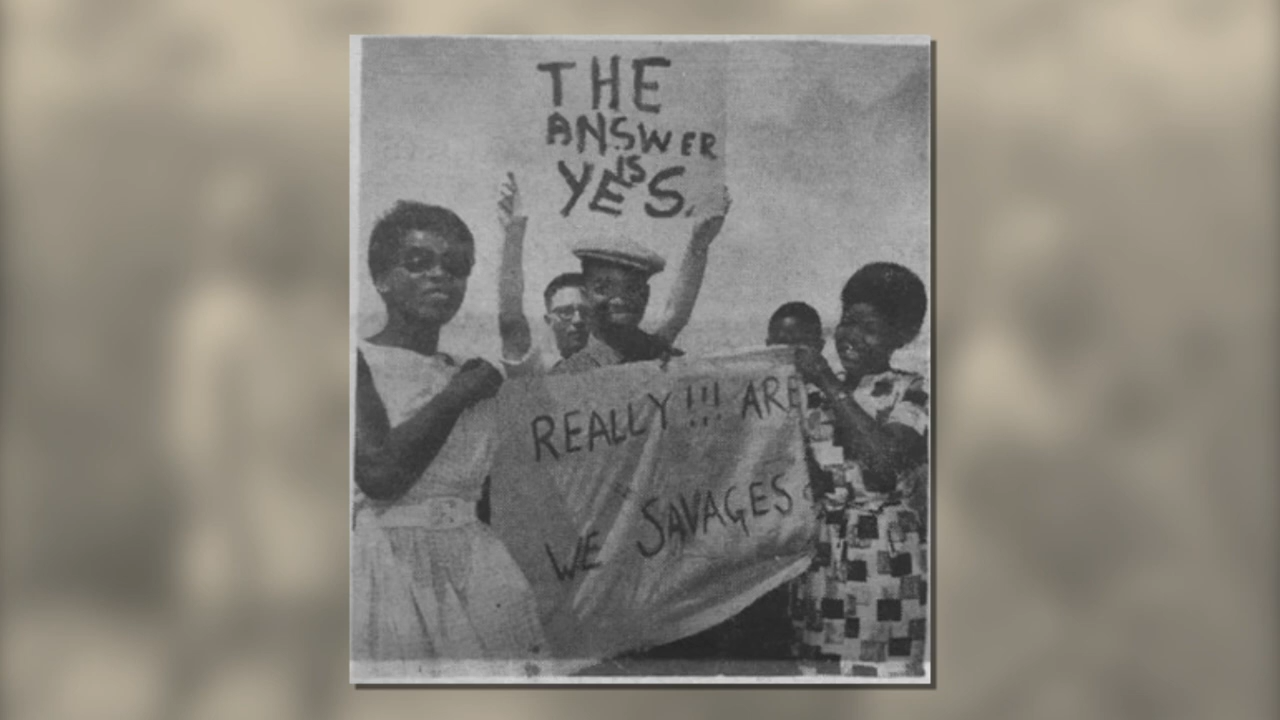 THE
ANSWER
IS
YES.
REALLY!!! ARE
WE SAVAGES